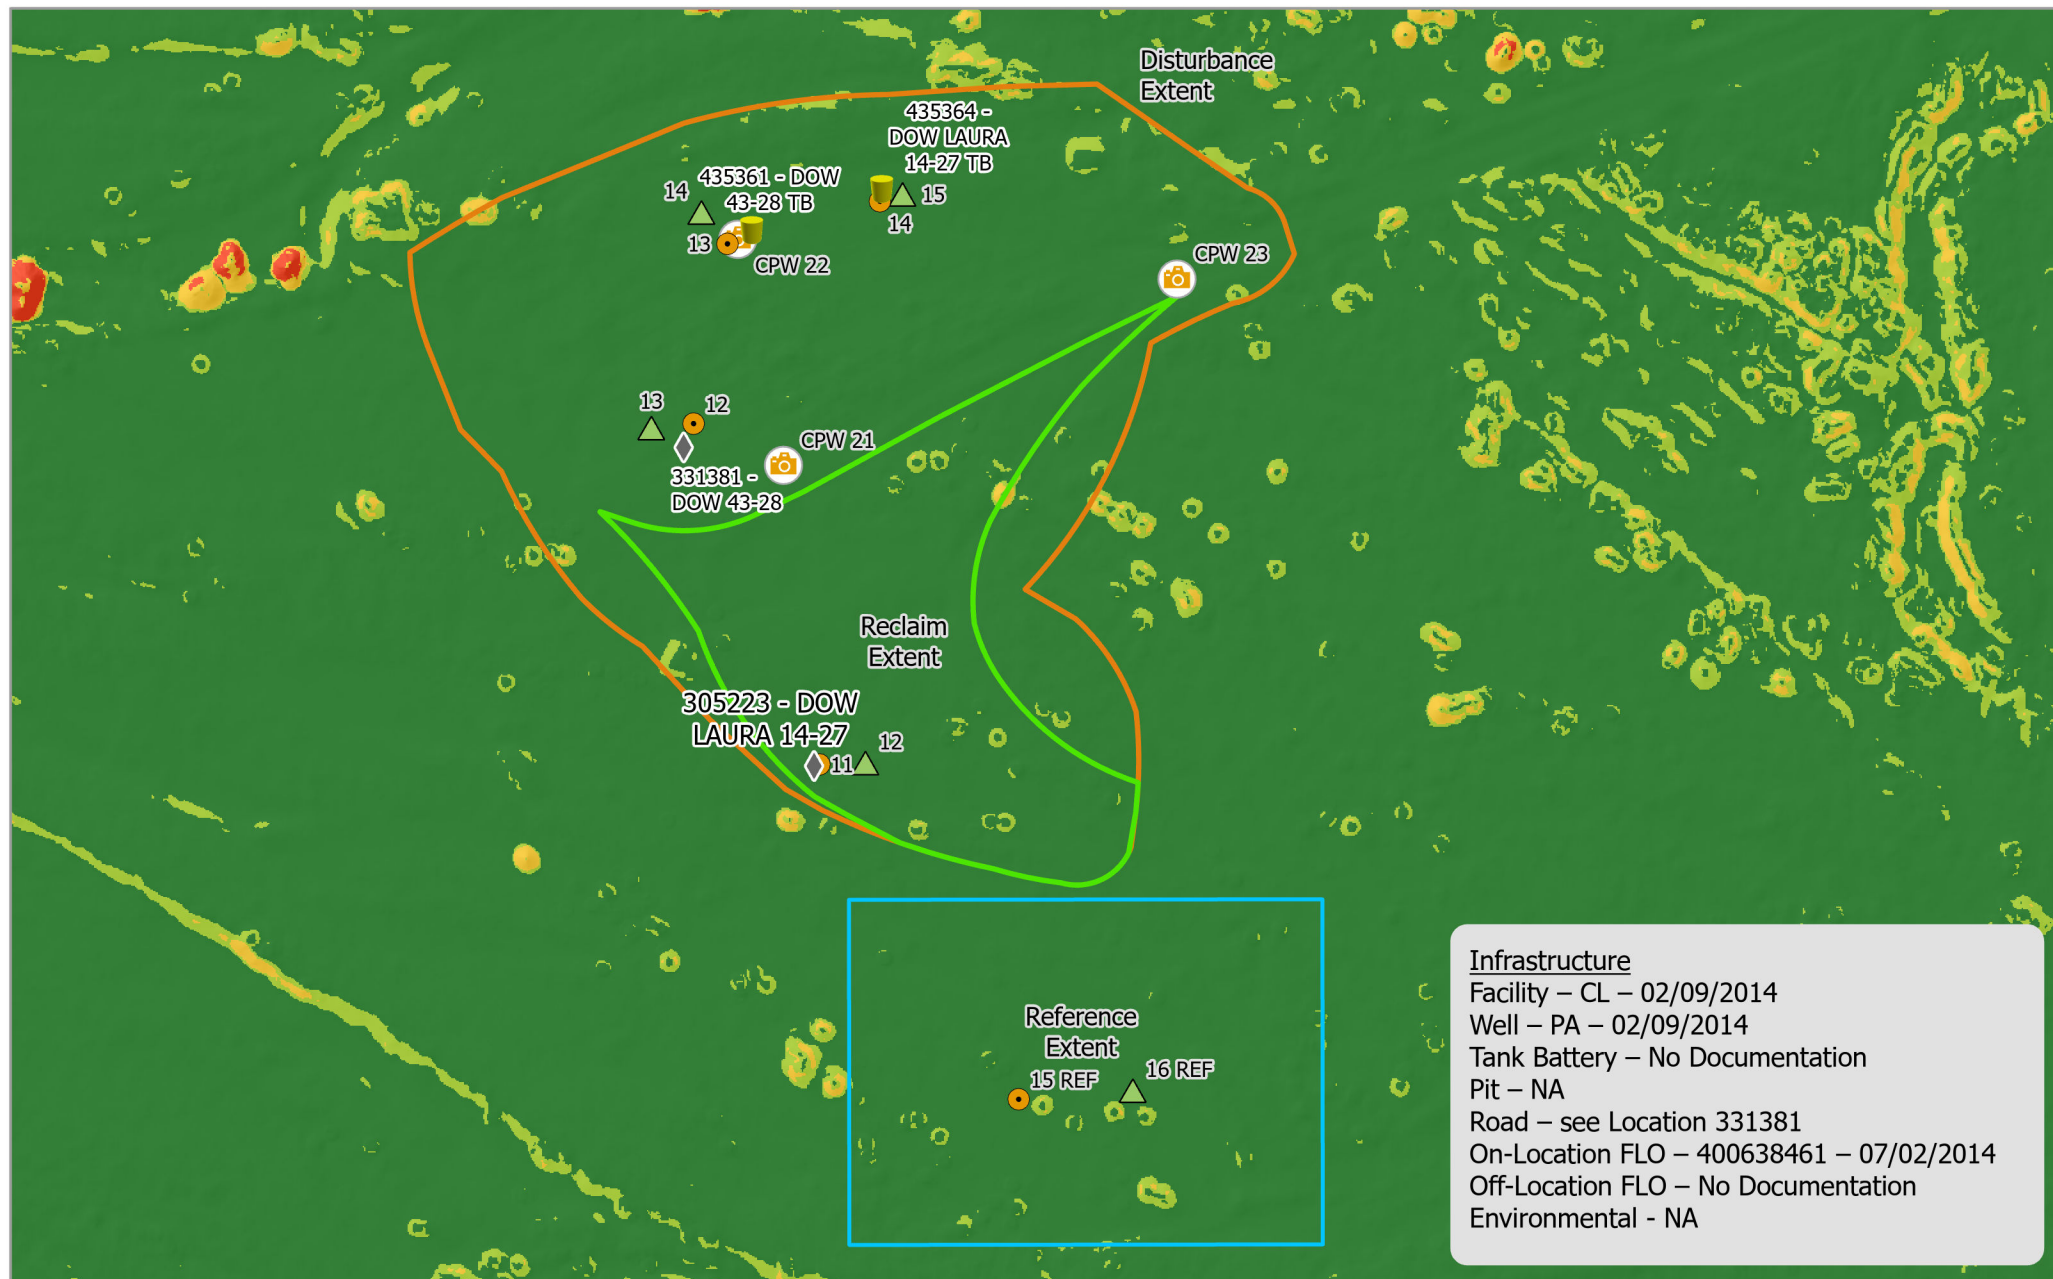 Disturbance
Extent
435364 -
DOW LAURA
14-27 TB
435361 - DOW
43-28 TB
14
15
14
13
CPW 22
CPW 23
13
12
CPW 21
331381 -
DOW 43-28
Reclaim
Extent
305223 - DOW
LAURA 14-27
12
11
Reference
Extent
15 REF
16 REF
Infrastructure
Facility – CL – 02/09/2014
Well – PA – 02/09/2014
Tank Battery – No Documentation
Pit – NA
Road – see Location 331381
On-Location FLO – 400638461 – 07/02/2014
Off-Location FLO – No Documentation
Environmental - NA